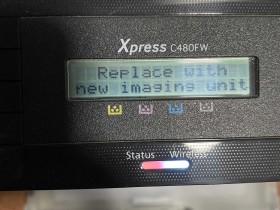 Xpress C480FW
Replace with
new imaging unit
Status Wireless